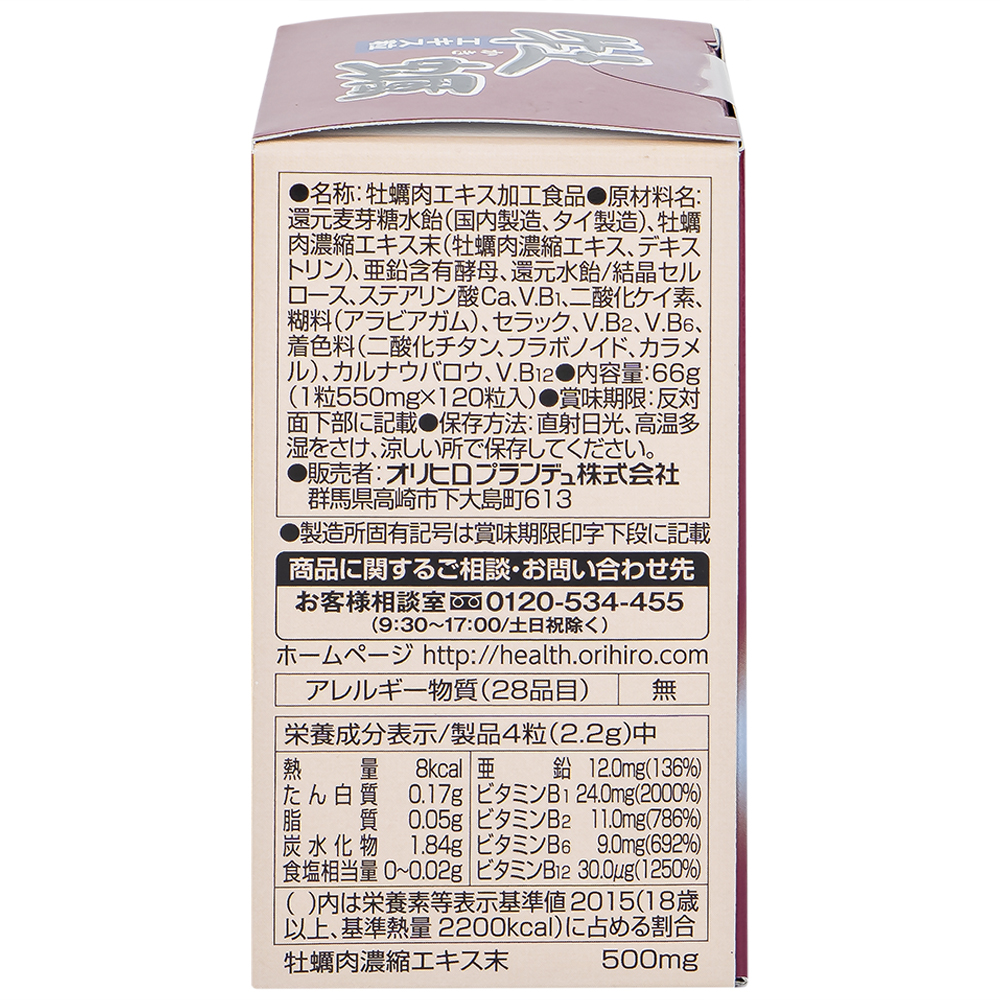 牡蠣
かき
エキス粒
●名称:牡蠣肉エキス加工食品●原材料名:
還元麦芽糖水飴(国内製造、タイ製造)、牡蠣
肉濃縮エキス末(牡蠣肉濃縮エキス、デキス
トリン)、亜鉛含有酵母、還元水飴/結晶セル
ロース、ステアリン酸Ca、V.B1、二酸化ケイ素、
糊料(アラビアガム)、セラック、V.B2、V.B6、
着色料(二酸化チタン、フラボノイド、カラメ
ル)、カルナウバロウ、V.B12●内容量:66g
(1粒550mg×120粒入)●賞味期限:反対
面下部に記載●保存方法:直射日光、高温多
湿をさけ、涼しい所で保存してください。
●販売者:オリヒロプランデュ株式会社
群馬県高崎市下大島町613
●製造所固有記号は賞味期限印字下段に記載
商品に関するご相談・お問い合わせ先
お客様相談室 0120-534-455
(9:30〜17:00/土日祝除く)
ホームページ http://health.orihiro.com
アレルギー物質(28品目) 無
栄養成分表示/製品4粒(2.2g)中
熱量 8kcal 亜鉛 12.0mg(136%)
たん白質 0.17g ビタミンB1 24.0mg(2000%)
脂質 0.05g ビタミンB2 11.0mg(786%)
炭水化物 1.84g ビタミンB6 9.0mg(692%)
食塩相当量 0~0.02g ビタミンB12 30.0μg(1250%)
( )内は栄養素等表示基準値2015(18歳
以上、基準熱量2200kcal)に占める割合
牡蠣肉濃縮エキス末 500mg